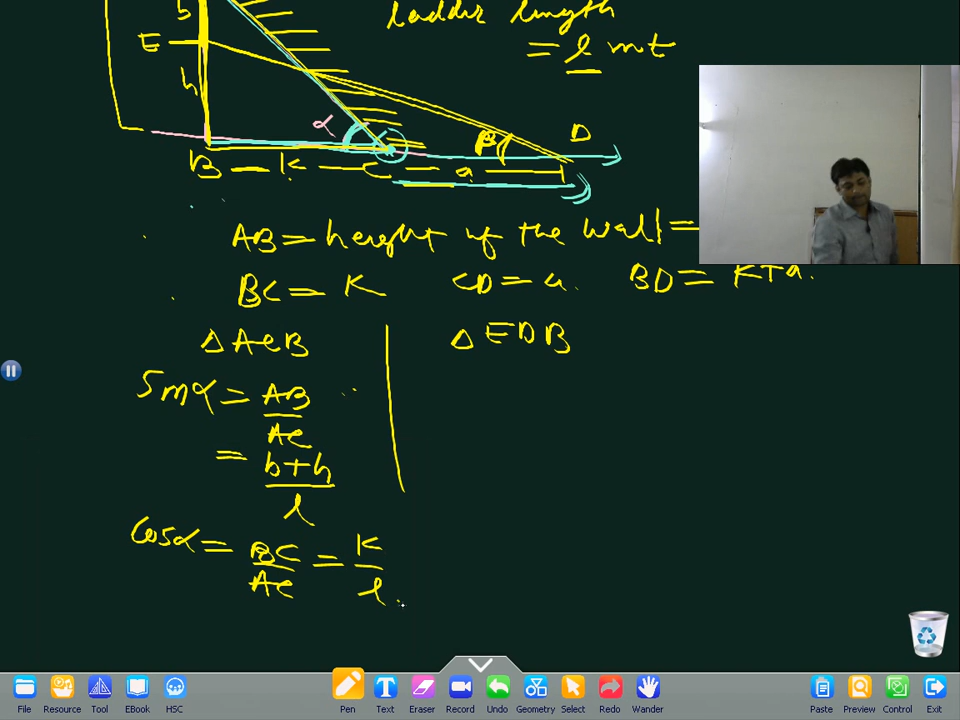 ladder length
b
= l mt
E
h
α
β
D
B — K — C — a
AB = height of the wall =
BC = K CD = a. BD = K+a.
Δ ACB
Δ EDB
Sinα = AB/AC
= b+h/l
Cosα = BC/AC = K/l.
File Resource Tool EBook HSC Pen Text Eraser Record Undo Geometry Select Redo Wander Paste Preview Control Exit